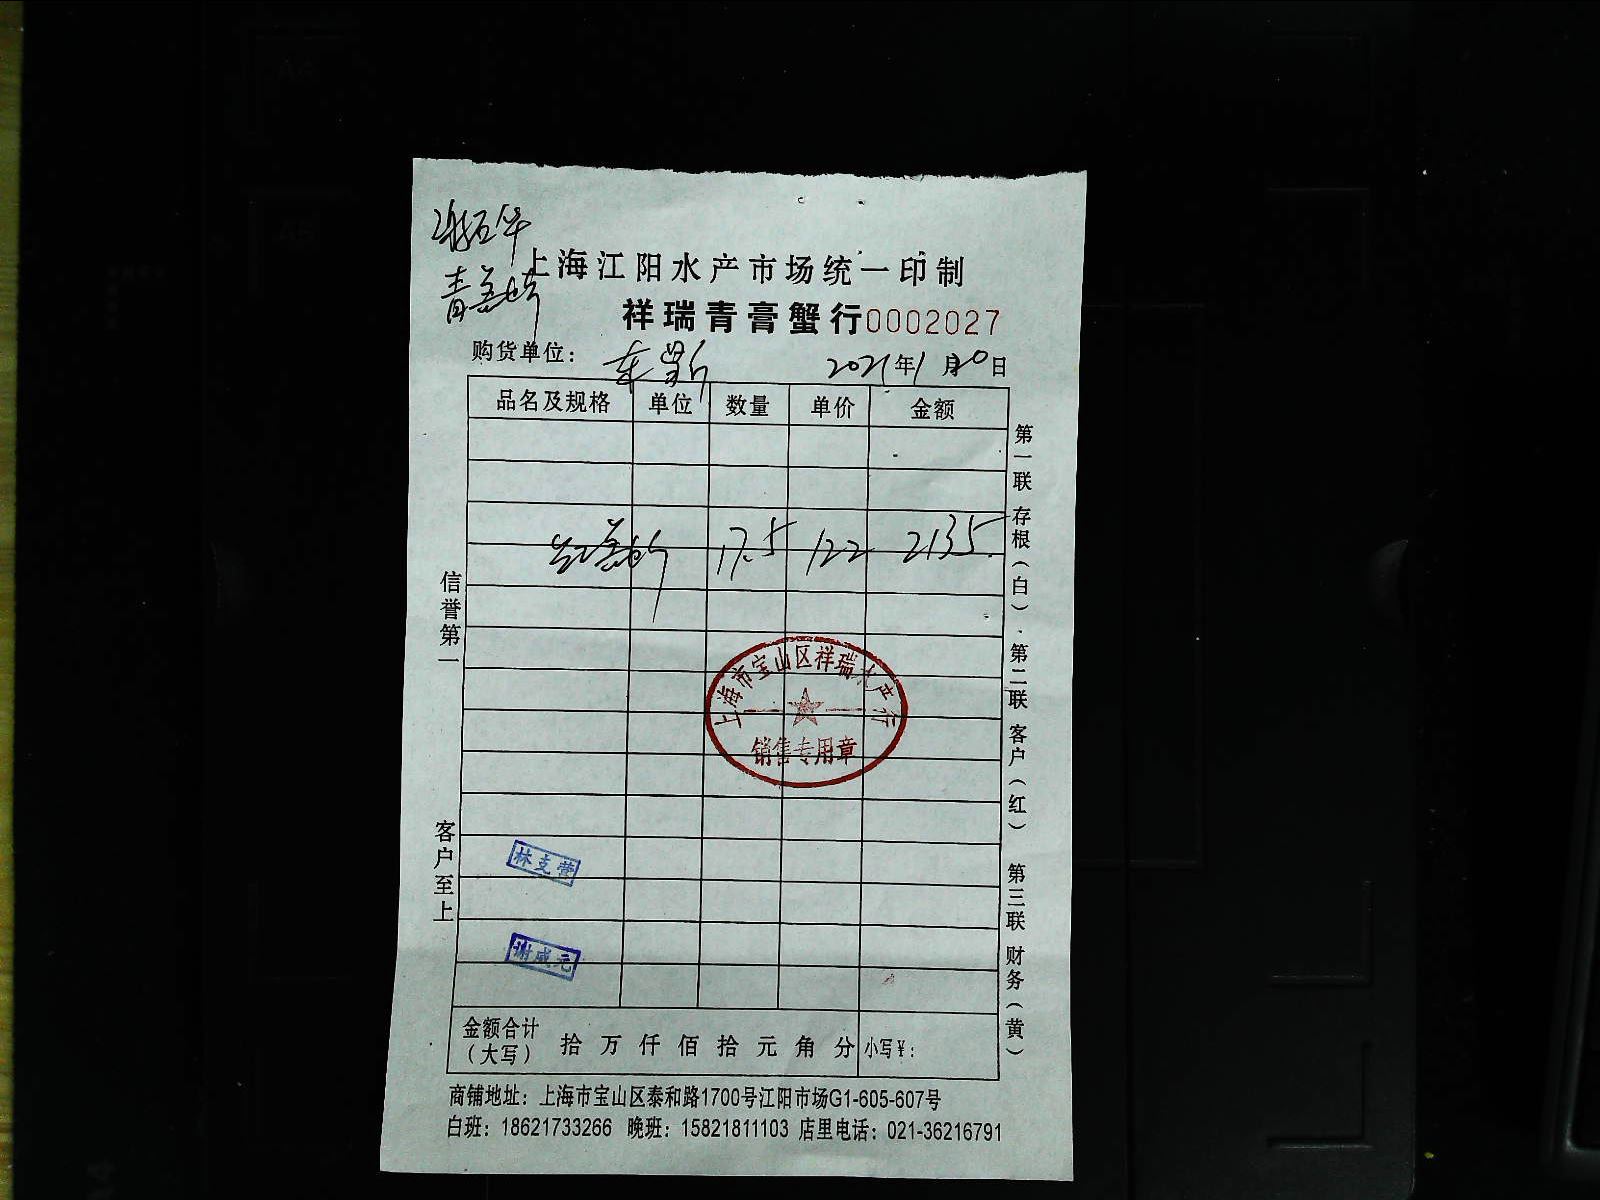 上海江阳水产市场统一印制
祥瑞青膏蟹行0002027
购货单位： 2021年1月20日
品名及规格 单位 数量 单价 金额
17.5 122 2135.
信誉第一
客户至上
第一联 存根（白）. 第二联 客户（红） 第三联 财务（黄）
上海市宝山区祥瑞水产行
销售专用章
林支营
谢咸元
金额合计（大写） 拾 万 仟 佰 拾 元 角 分 小写¥：
商铺地址：上海市宝山区泰和路1700号江阳市场G1-605-607号
白班：18621733266 晚班：15821811103 店里电话：021-36216791